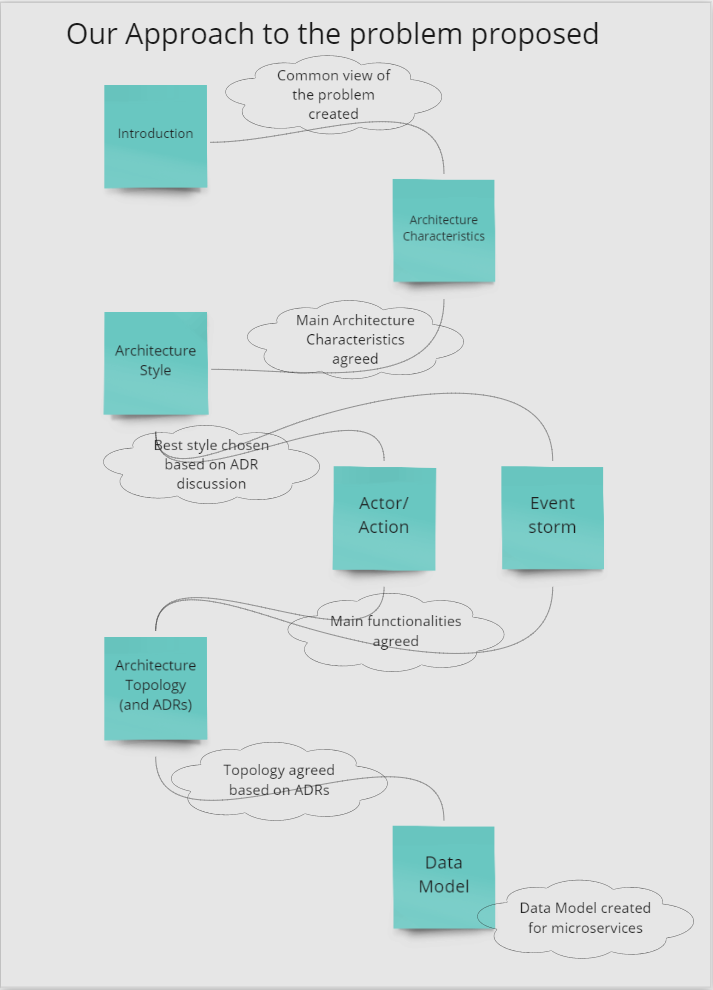 Our Approach to the problem proposed
Common view of
the problem
created
Introduction
Architecture
Characteristics
Main Architecture
Characteristics
agreed
Architecture
Style
Best style chosen
based on ADR
discussion
Actor/
Action
Event
storm
Main functionalities
agreed
Architecture
Topology
(and ADRs)
Topology agreed
based on ADRs
Data
Model
Data Model created
for microservices